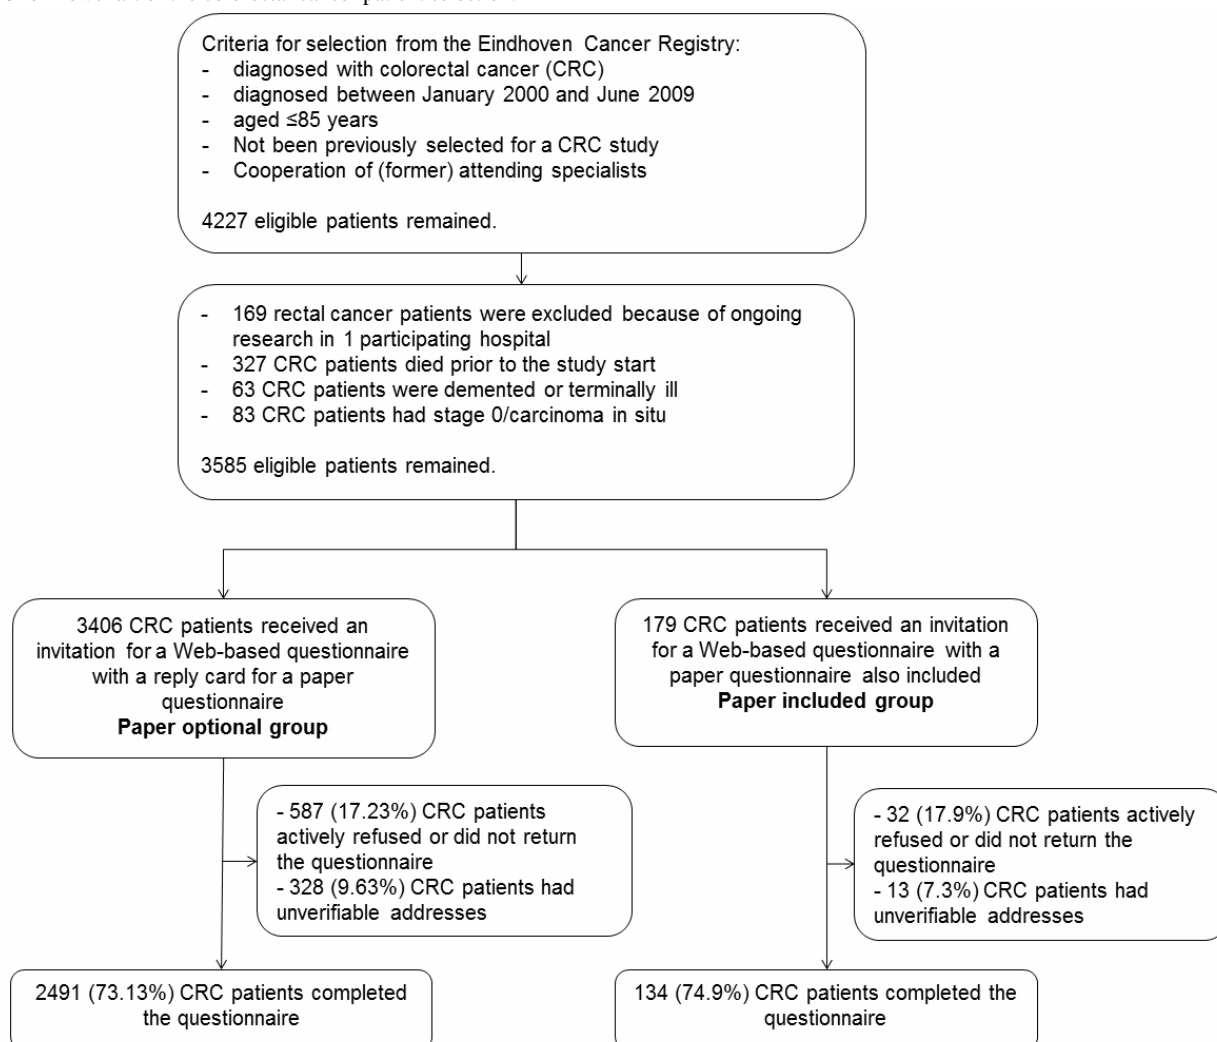 Criteria for selection from the Eindhoven Cancer Registry:
- diagnosed with colorectal cancer (CRC)
- diagnosed between January 2000 and June 2009
- aged ≤85 years
- Not been previously selected for a CRC study
- Cooperation of (former) attending specialists
4227 eligible patients remained.
- 169 rectal cancer patients were excluded because of ongoing
research in 1 participating hospital
- 327 CRC patients died prior to the study start
- 63 CRC patients were demented or terminally ill
- 83 CRC patients had stage 0/carcinoma in situ
3585 eligible patients remained.
3406 CRC patients received an
invitation for a Web-based questionnaire
with a reply card for a paper
questionnaire
Paper optional group
179 CRC patients received an invitation
for a Web-based questionnaire with a
paper questionnaire also included
Paper included group
- 587 (17.23%) CRC patients
actively refused or did not return
the questionnaire
- 328 (9.63%) CRC patients had
unverifiable addresses
- 32 (17.9%) CRC patients actively
refused or did not return the
questionnaire
- 13 (7.3%) CRC patients had
unverifiable addresses
2491 (73.13%) CRC patients completed
the questionnaire
134 (74.9%) CRC patients completed the
questionnaire